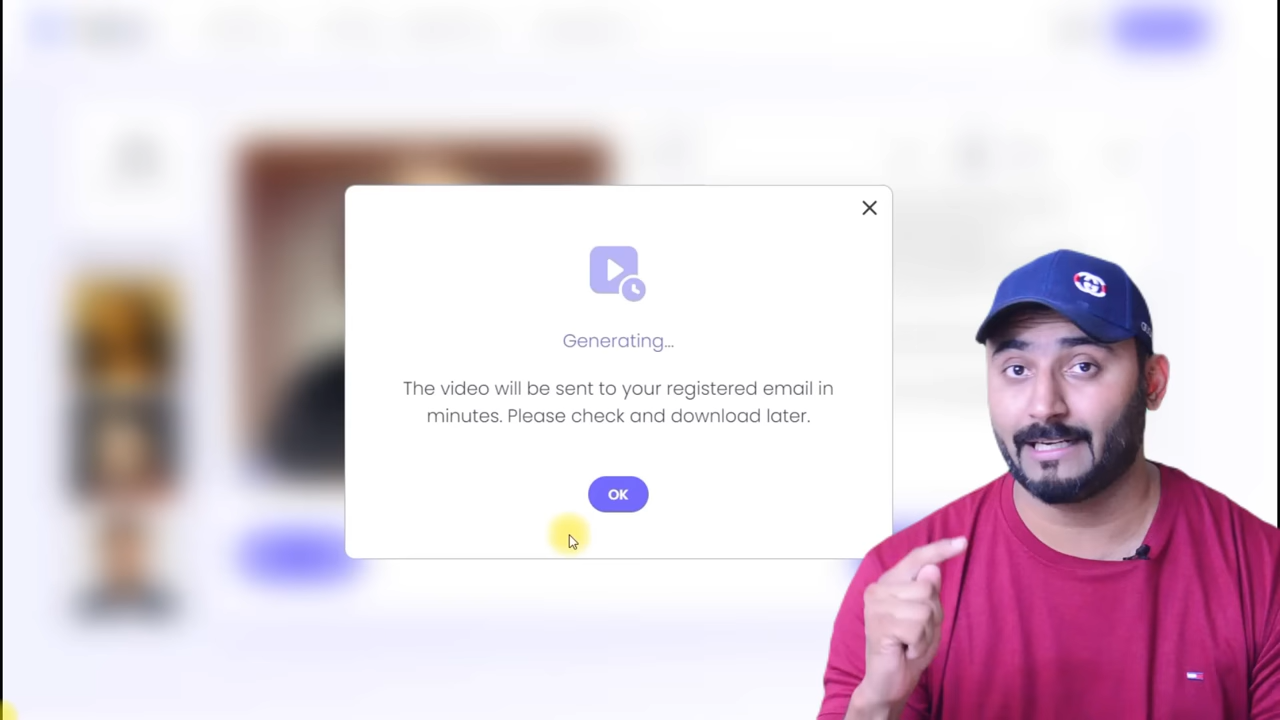 Generating...
The video will be sent to your registered email in
minutes. Please check and download later.
OK